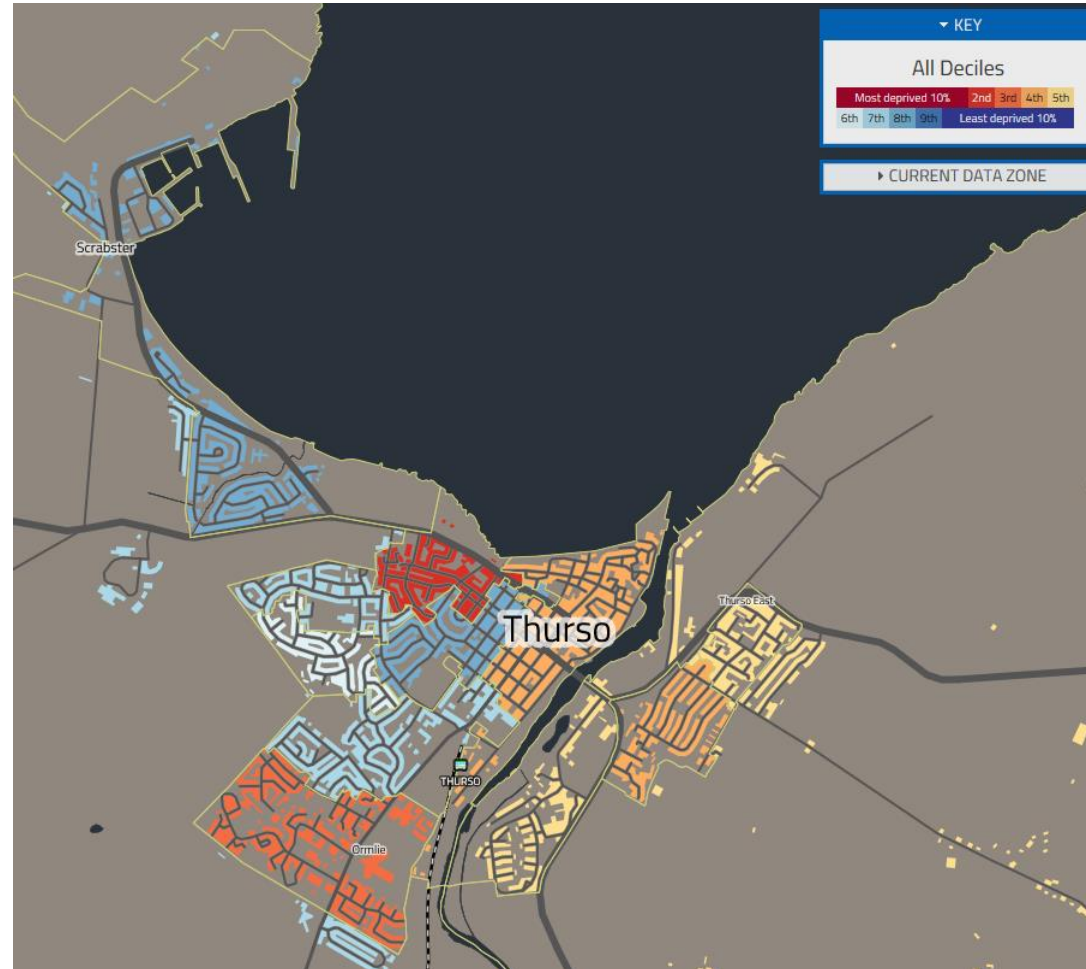 KEY
All Deciles
Most deprived 10% 2nd 3rd 4th 5th
6th 7th 8th 9th Least deprived 10%
CURRENT DATA ZONE
Scrabster
Thurso East
Thurso
THURSO
Ormlie